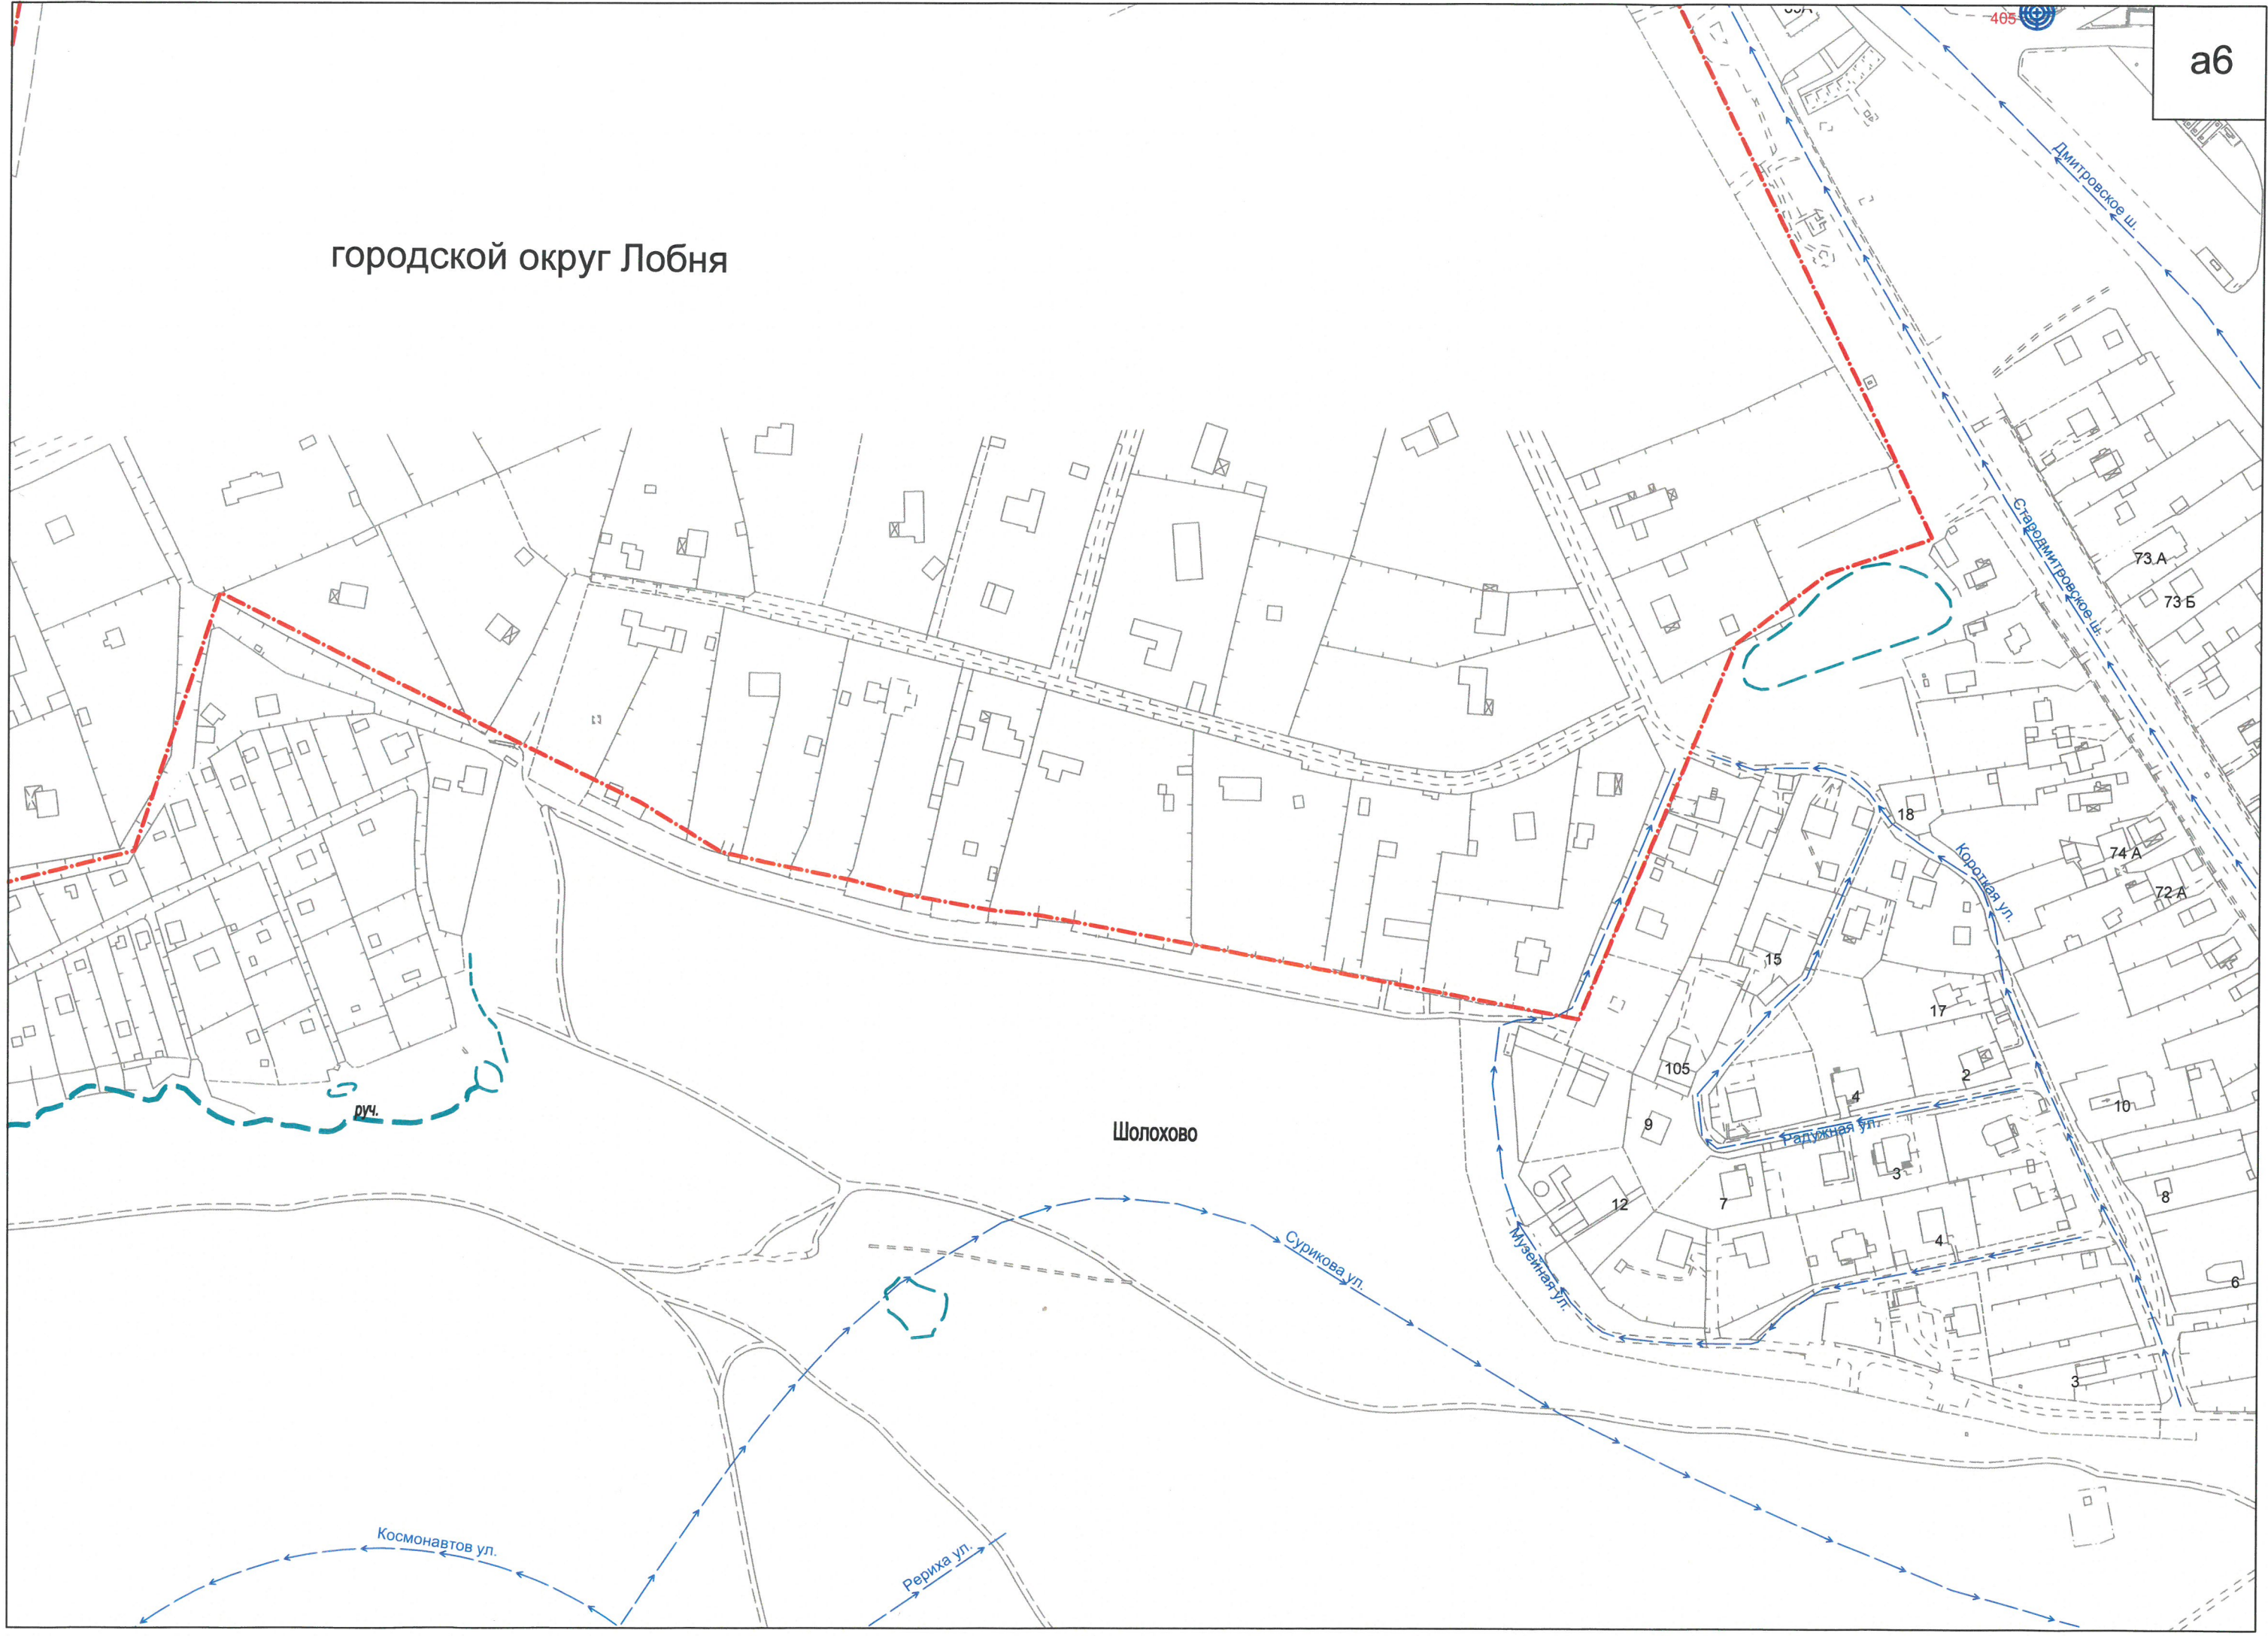 405
а6
Дмитровское ш.
городской округ Лобня
Стародмитровское ш.
73 А
73 Б
18
Короткая ул.
74 А
72 А
15
17
105
2
4
10
руч.
9
Радужная ул.
Шолохово
3
7
12
8
4
Музейная ул.
Сурикова ул.
6
3
Космонавтов ул.
Рериха ул.